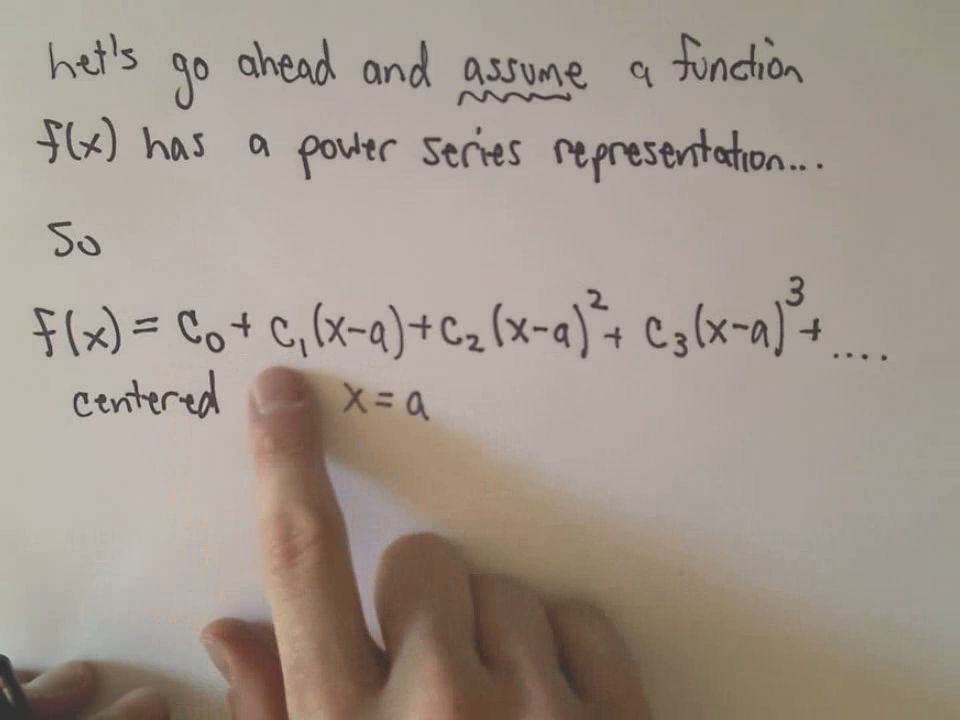 Let's go ahead and assume a function
f(x) has a power series representation...
So
f(x) = c₀ + c₁(x-a) + c₂(x-a)² + c₃(x-a)³ + ....
centered x = a